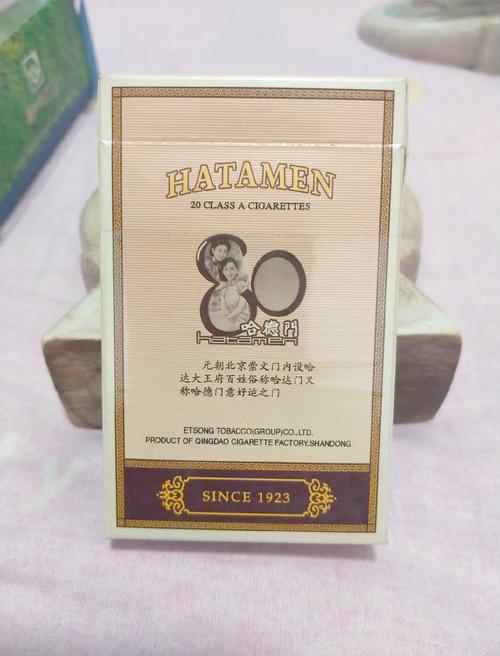 HATAMEN
20 CLASS A CIGARETTES
80
哈德門
hatamen
元朝北京崇文门内设哈
达大王府百姓俗称哈达门又
称哈德门意好运之门
ETSONG TOBACCO(GROUP)CO.,LTD.
PRODUCT OF QINGDAO CIGARETTE FACTORY,SHANDONG
SINCE 1923